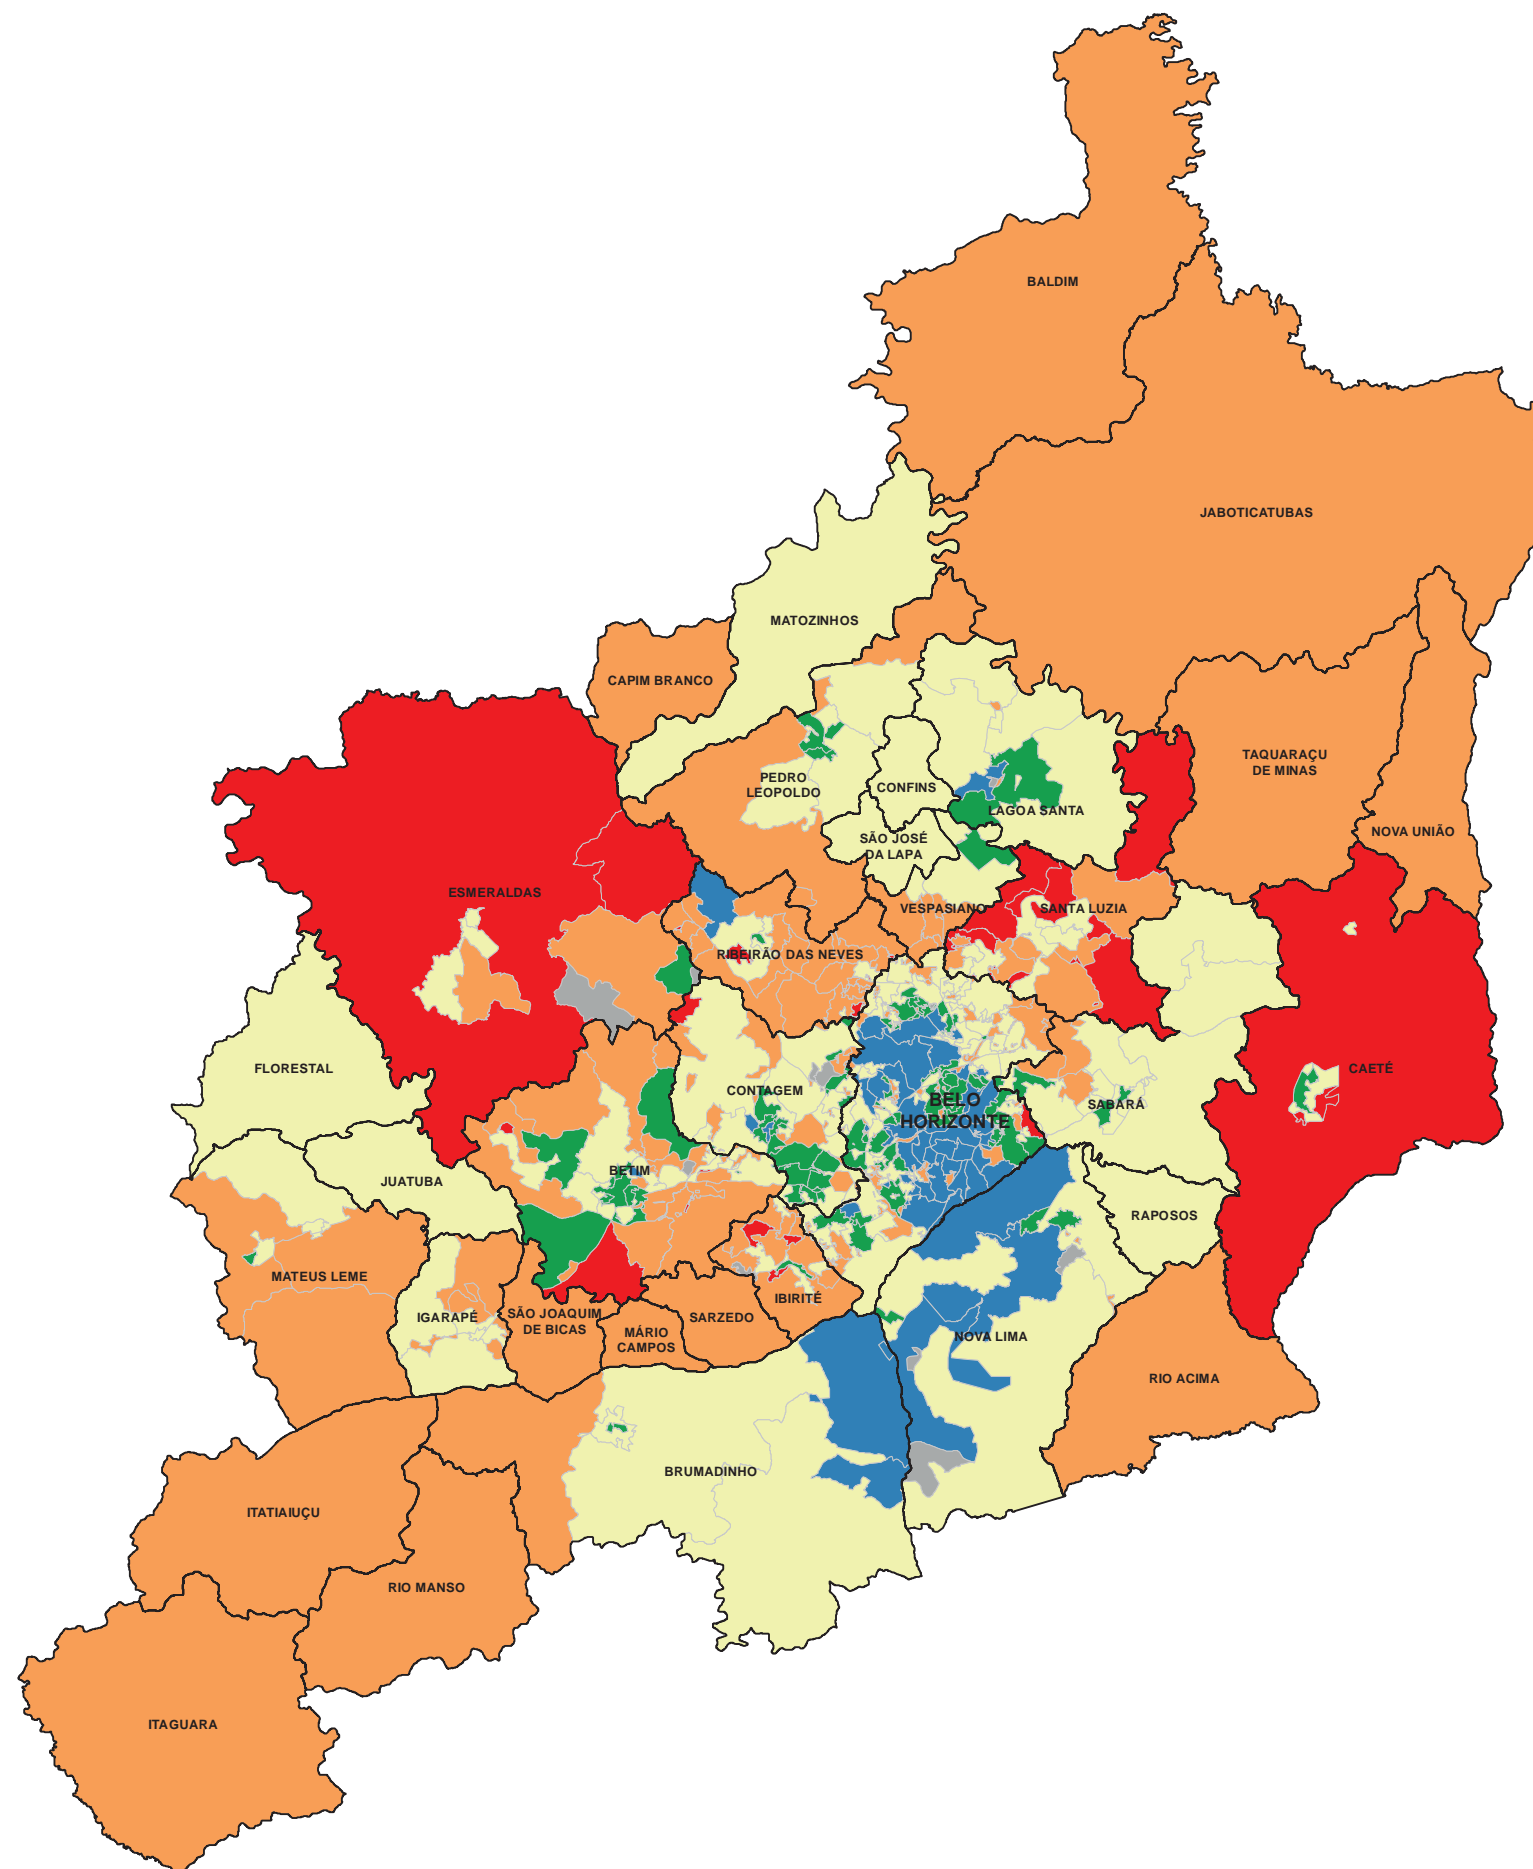 BALDIM
JABOTICATUBAS
MATOZINHOS
CAPIM BRANCO
TAQUARAÇU
DE MINAS
PEDRO
LEOPOLDO
CONFINS
LAGOA SANTA
NOVA UNIÃO
SÃO JOSÉ
DA LAPA
ESMERALDAS
VESPASIANO
SANTA LUZIA
RIBEIRÃO DAS NEVES
FLORESTAL
CAETÉ
CONTAGEM
BELO
HORIZONTE
SABARÁ
BETIM
JUATUBA
RAPOSOS
MATEUS LEME
IBIRITÉ
IGARAPÉ
SÃO JOAQUIM
DE BICAS
SARZEDO
MÁRIO
CAMPOS
NOVA LIMA
RIO ACIMA
BRUMADINHO
ITATIAIUÇU
RIO MANSO
ITAGUARA